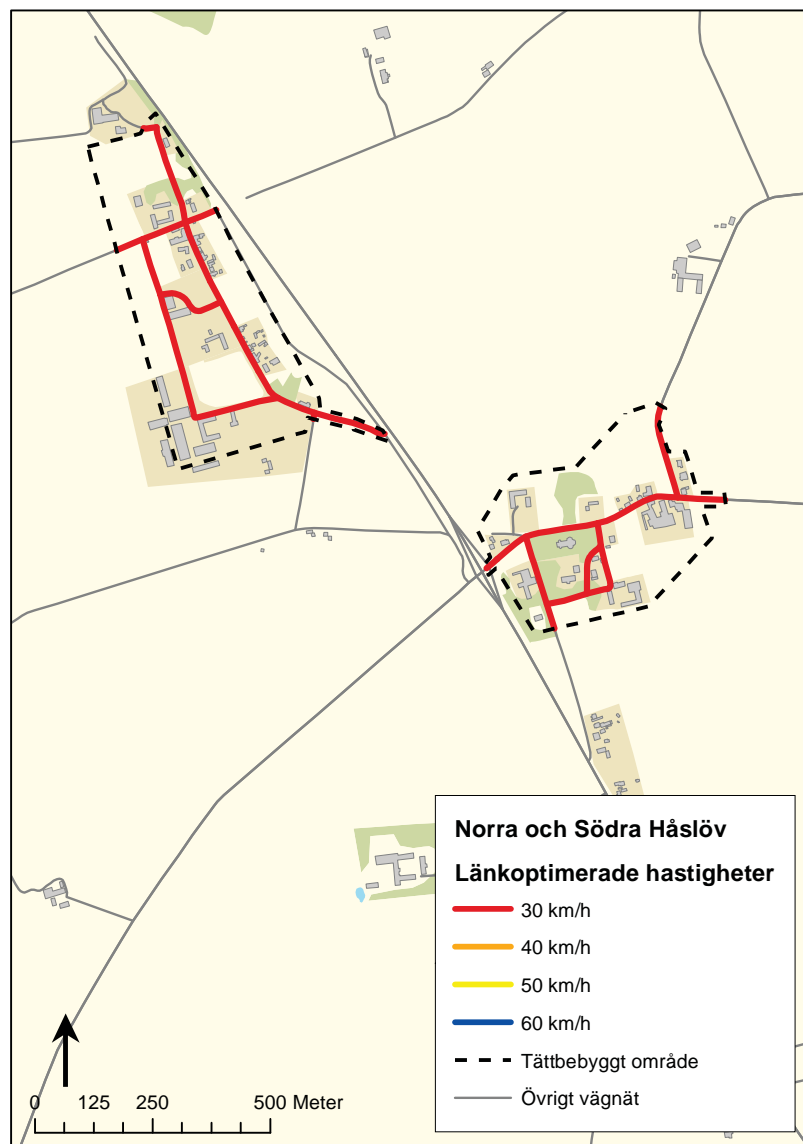 Norra och Södra Håslöv
Länkoptimerade hastigheter
30 km/h
40 km/h
50 km/h
60 km/h
Tättbebyggt område
Övrigt vägnät
0 125 250 500 Meter